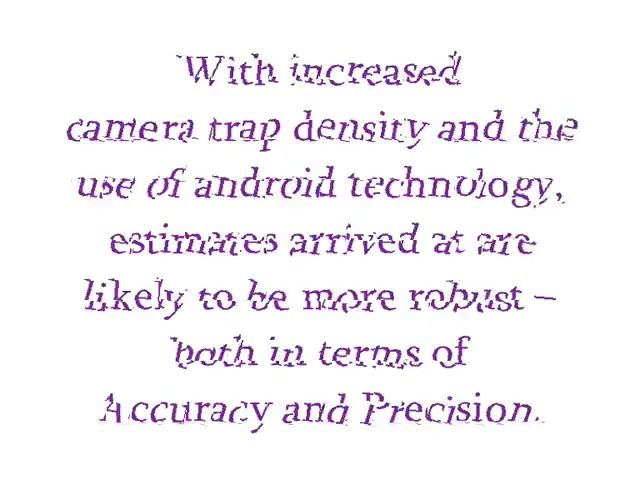 With increased
camera trap density and the
use of android technology,
estimates arrived at are
likely to be more robust –
both in terms of
Accuracy and Precision.